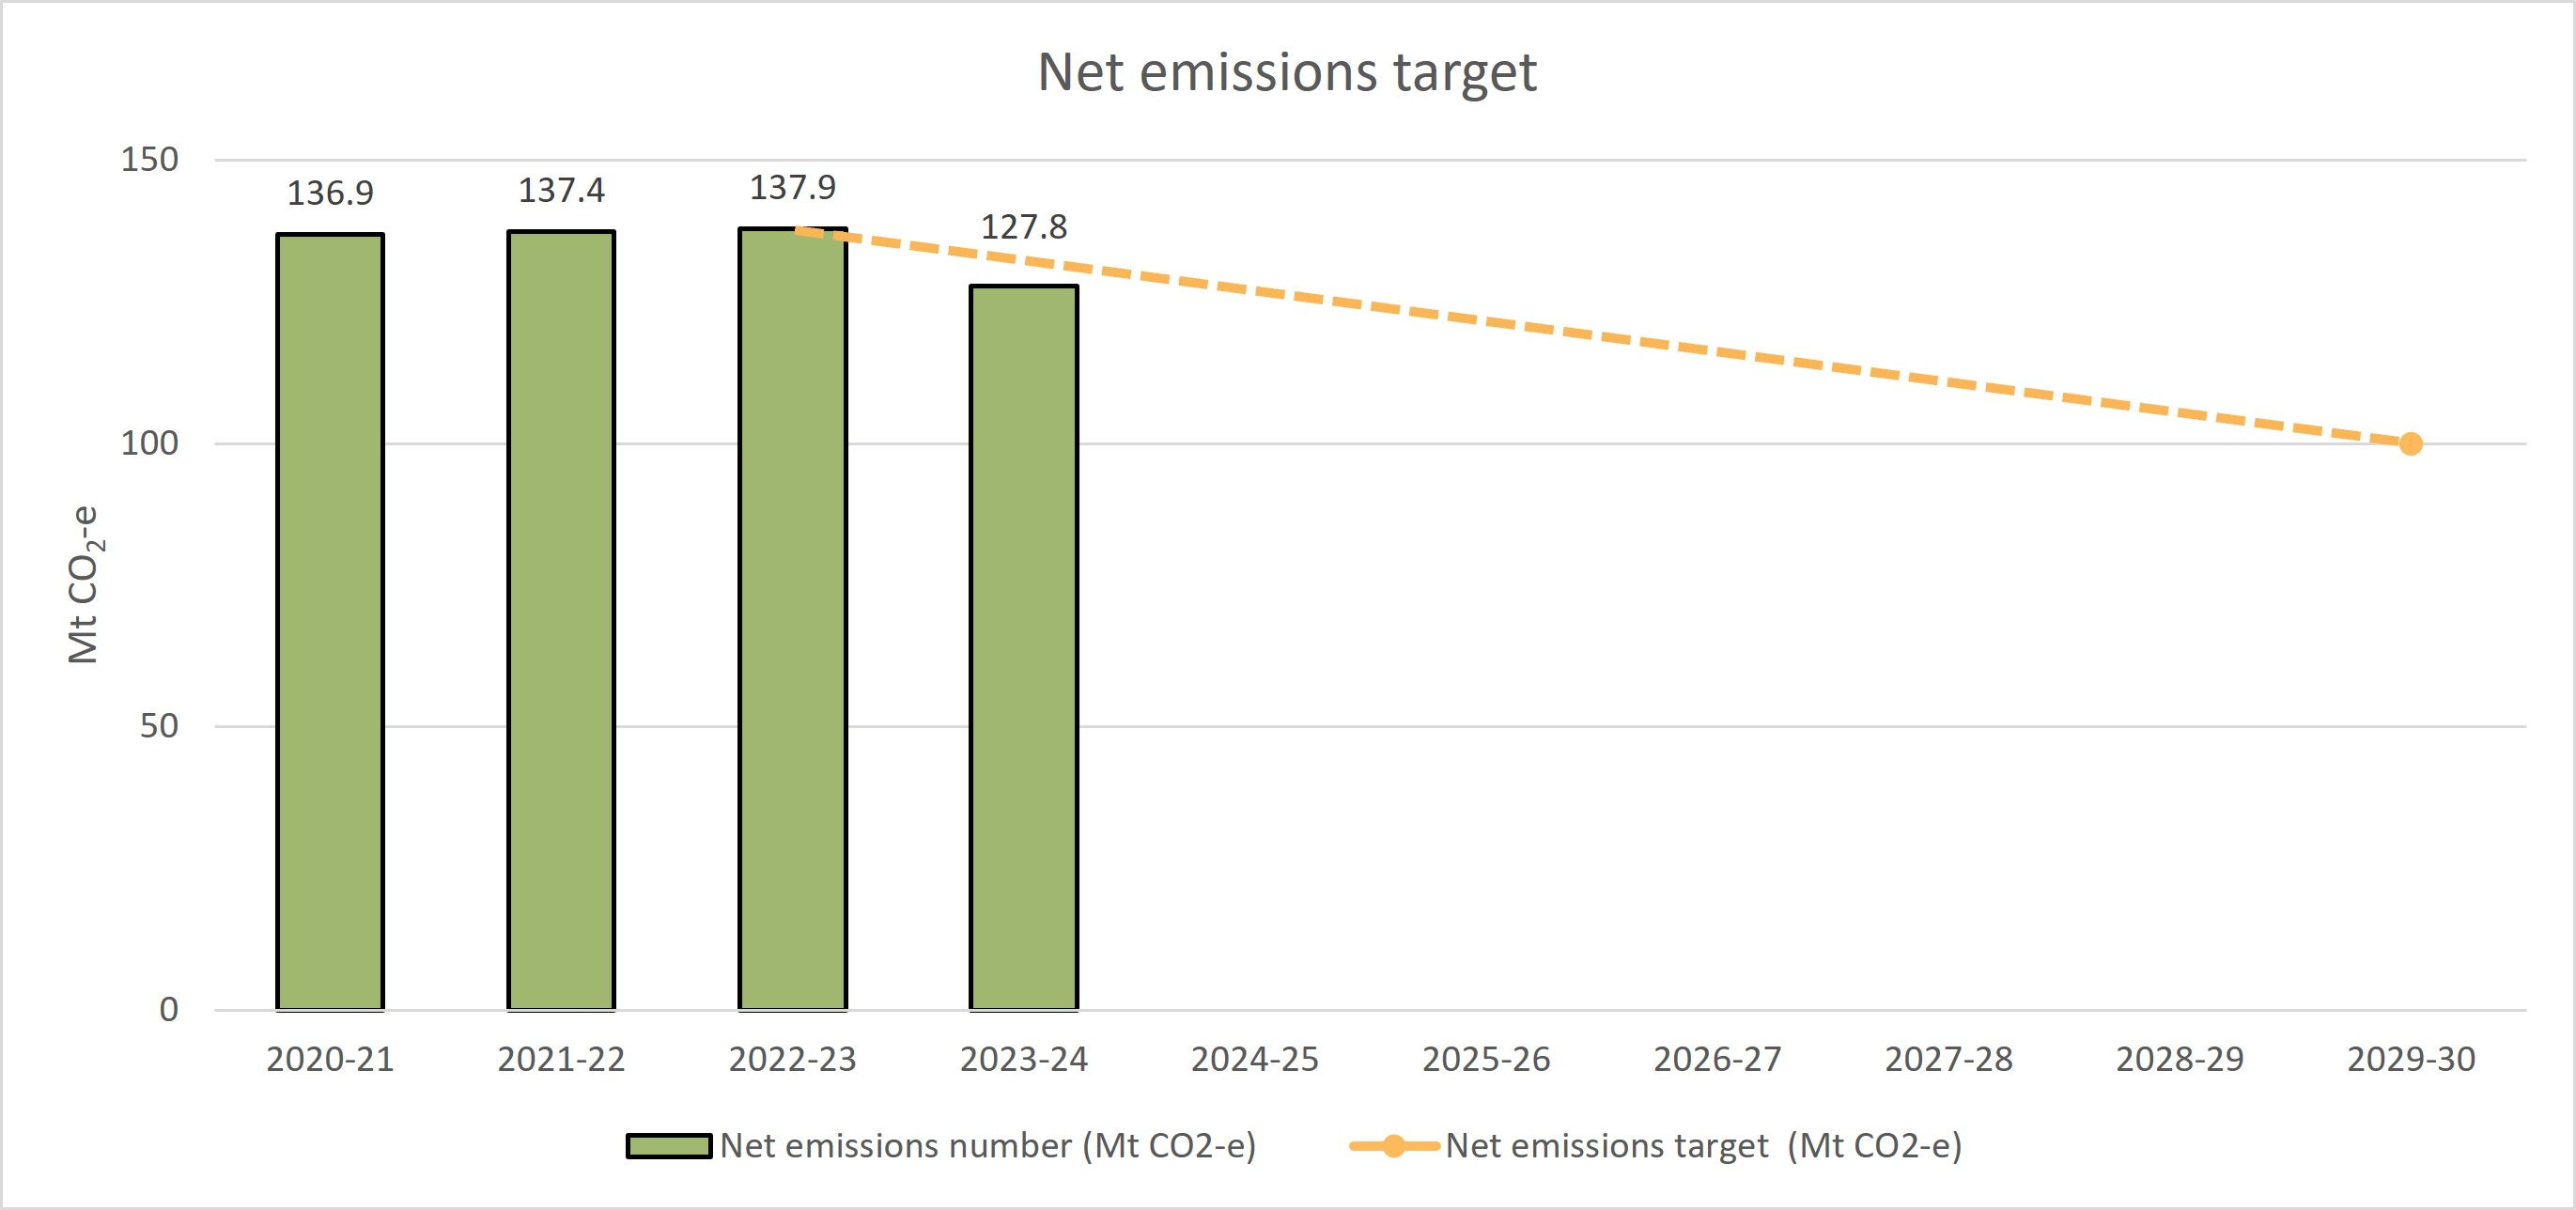 Net emissions target
150
136.9
137.4
137.9
127.8
100
50
0
Mt CO₂-e
2020-21 2021-22 2022-23 2023-24 2024-25 2025-26 2026-27 2027-28 2028-29 2029-30
Net emissions number (Mt CO2-e) Net emissions target (Mt CO2-e)